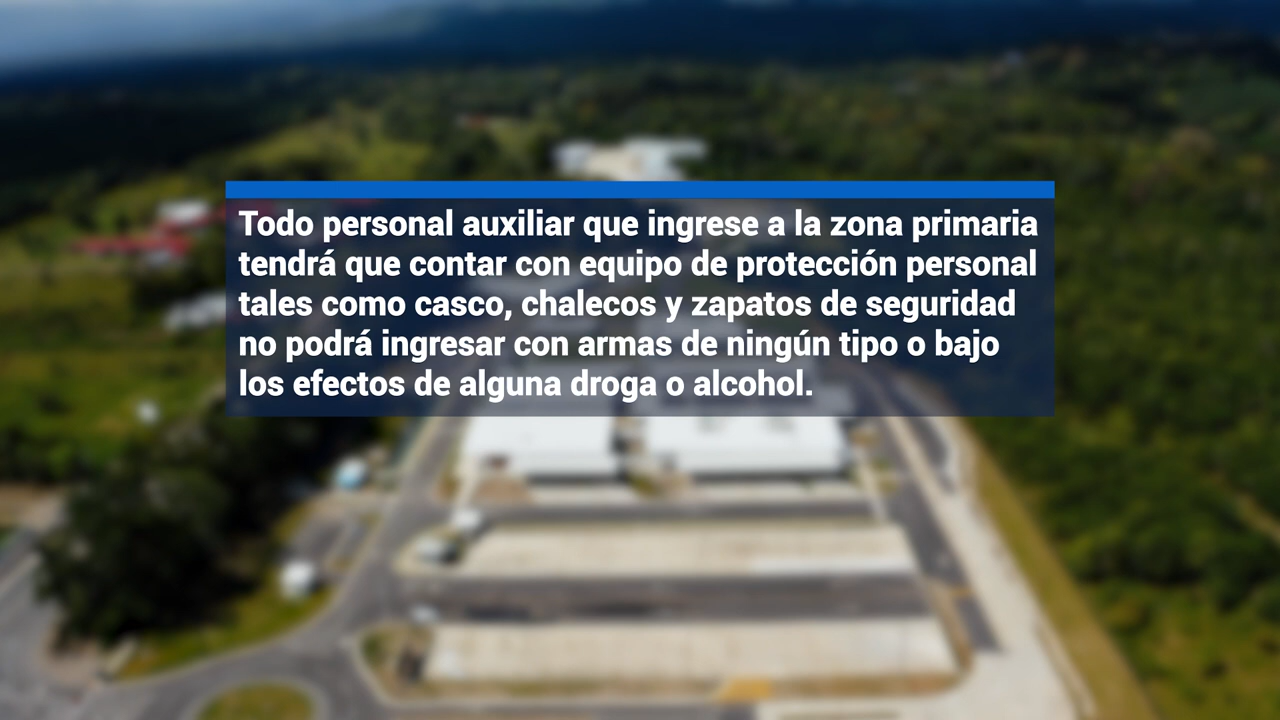 Todo personal auxiliar que ingrese a la zona primaria
tendrá que contar con equipo de protección personal
tales como casco, chalecos y zapatos de seguridad
no podrá ingresar con armas de ningún tipo o bajo
los efectos de alguna droga o alcohol.